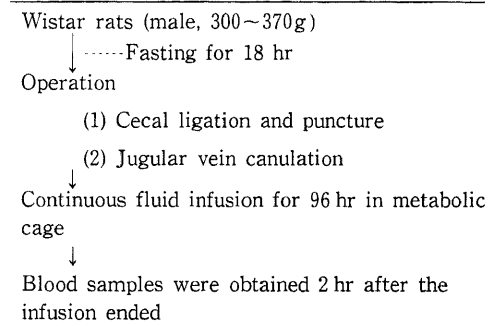 Wistar rats (male, 300~370g)
↓ ······Fasting for 18 hr
Operation
(1) Cecal ligation and puncture
(2) Jugular vein canulation
↓
Continuous fluid infusion for 96 hr in metabolic
cage
↓
Blood samples were obtained 2 hr after the
infusion ended